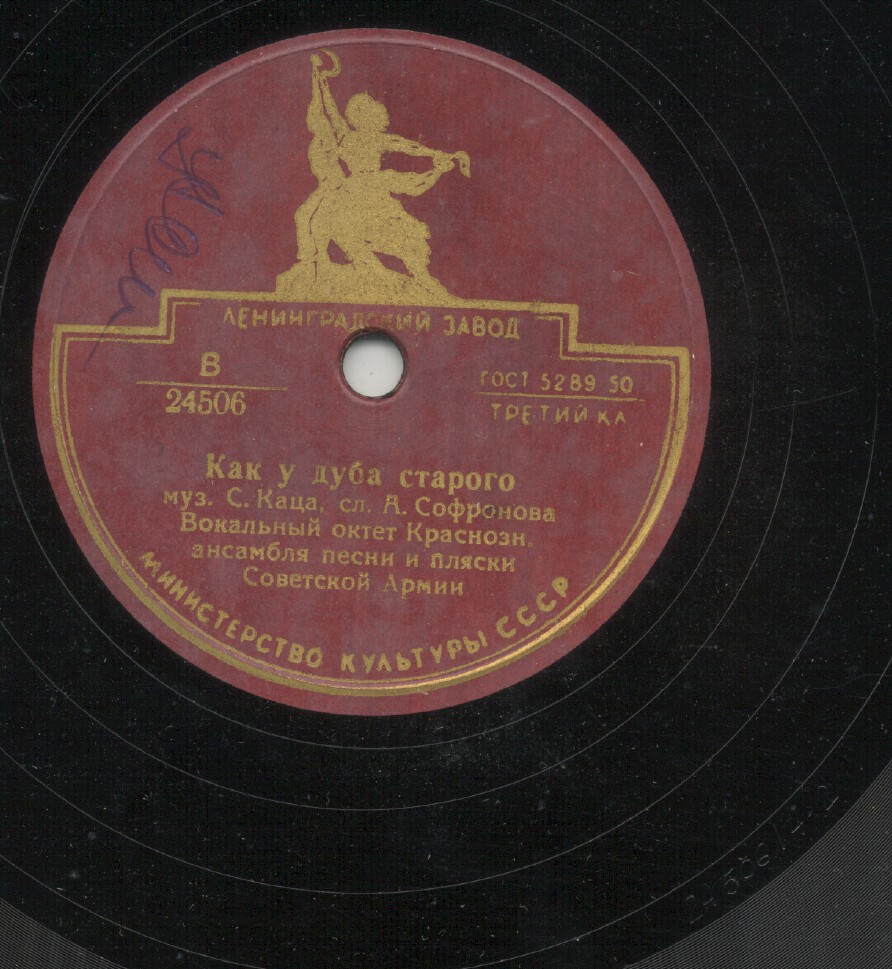 ЛЕНИНГРАДСКИЙ ЗАВОД
В
24506
ГОСТ 5289 50
ТРЕТИЙ КЛ
Как у дуба старого
муз. С. Каца, сл. А. Софронова
Вокальный октет Краснозн.
ансамбля песни и пляски
Советской Армии
МИНИСТЕРСТВО КУЛЬТУРЫ СССР